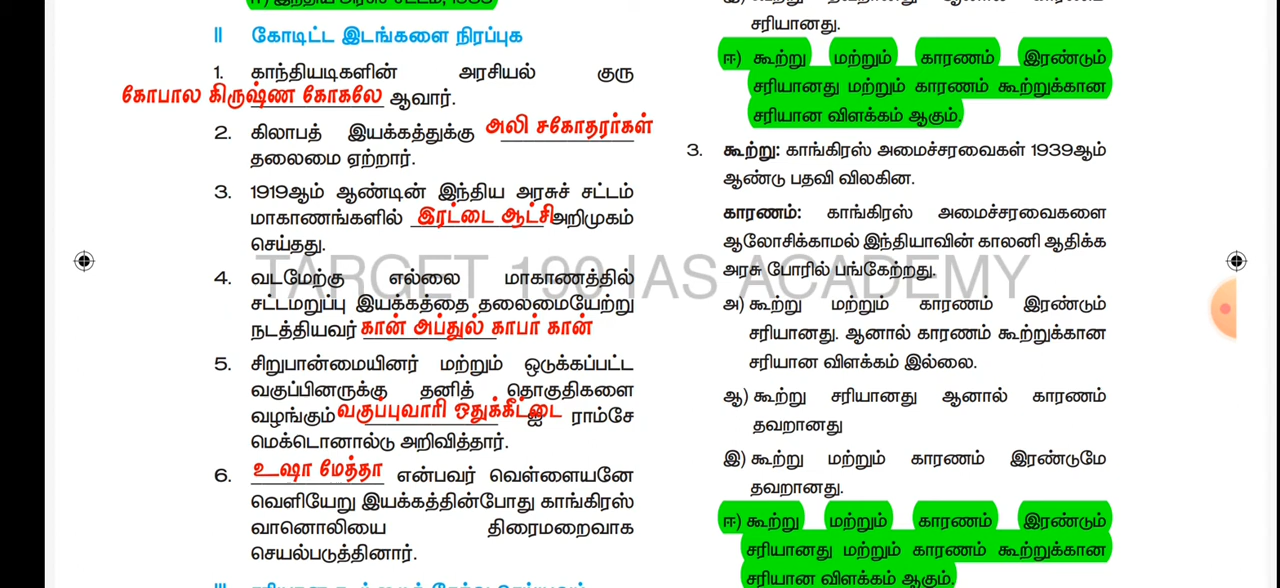 ஈ) இந்திய அரசு சட்டம், 1935
II கோடிட்ட இடங்களை நிரப்புக
1. காந்தியடிகளின் அரசியல் குரு
கோபால கிருஷ்ண கோகலே ஆவார்.
2. கிலாபத் இயக்கத்துக்கு அலி சகோதரர்கள்
தலைமை ஏற்றார்.
3. 1919ஆம் ஆண்டின் இந்திய அரசுச் சட்டம்
மாகாணங்களில் இரட்டை ஆட்சி அறிமுகம்
செய்தது.
4. வடமேற்கு எல்லை மாகாணத்தில்
சட்டமறுப்பு இயக்கத்தை தலைமையேற்று
நடத்தியவர் கான் அப்துல் காபர் கான்
5. சிறுபான்மையினர் மற்றும் ஒடுக்கப்பட்ட
வகுப்பினருக்கு தனித் தொகுதிகளை
வழங்கும் வகுப்புவாரி ஒதுக்கீட்டை ஐ ராம்சே
மெக்டொனால்டு அறிவித்தார்.
6. உஷா மேத்தா என்பவர் வெள்ளையனே
வெளியேறு இயக்கத்தின்போது காங்கிரஸ்
வானொலியை திரைமறைவாக
செயல்படுத்தினார்.
சரியானது.
ஈ) கூற்று மற்றும் காரணம் இரண்டும்
சரியானது மற்றும் காரணம் கூற்றுக்கான
சரியான விளக்கம் ஆகும்.
3. கூற்று: காங்கிரஸ் அமைச்சரவைகள் 1939ஆம்
ஆண்டு பதவி விலகின.
காரணம்: காங்கிரஸ் அமைச்சரவைகளை
ஆலோசிக்காமல் இந்தியாவின் காலனி ஆதிக்க
அரசு போரில் பங்கேற்றது.
அ) கூற்று மற்றும் காரணம் இரண்டும்
சரியானது. ஆனால் காரணம் கூற்றுக்கான
சரியான விளக்கம் இல்லை.
ஆ) கூற்று சரியானது ஆனால் காரணம்
தவறானது
இ) கூற்று மற்றும் காரணம் இரண்டுமே
தவறானது.
ஈ) கூற்று மற்றும் காரணம் இரண்டும்
சரியானது மற்றும் காரணம் கூற்றுக்கான
சரியான விளக்கம் ஆகும்.
TARGET 190 IAS ACADEMY